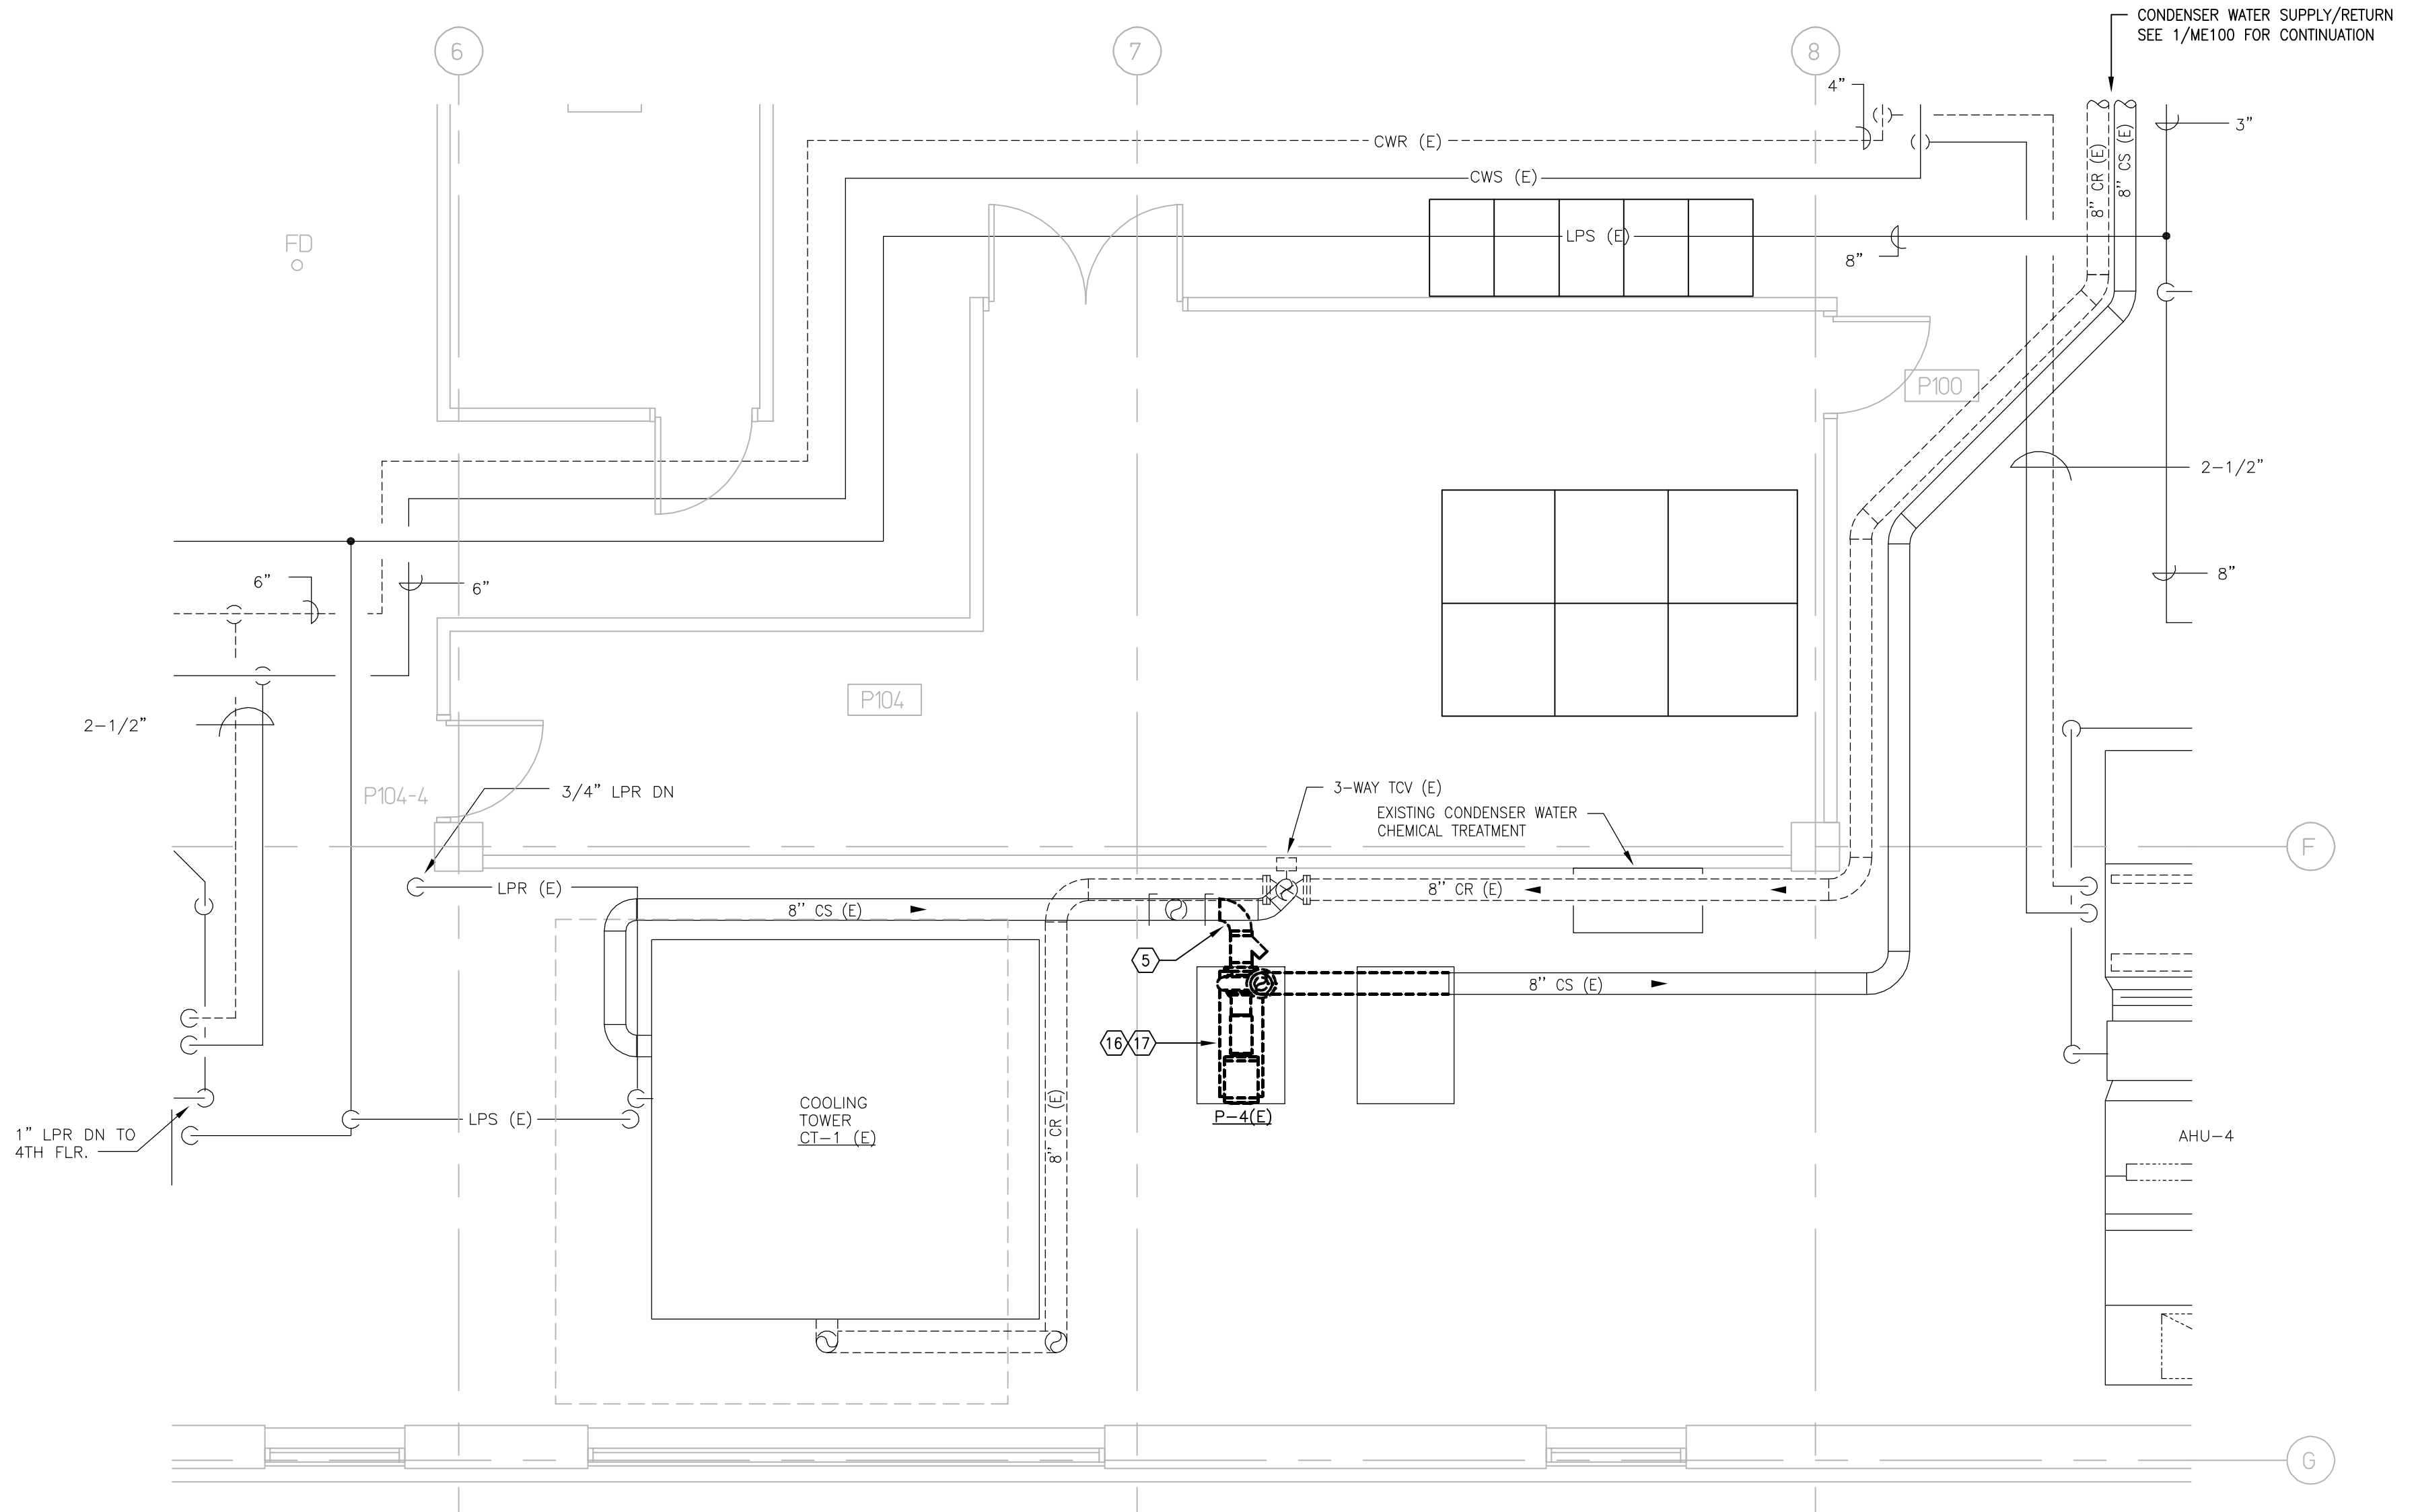 CONDENSER WATER SUPPLY/RETURN
SEE 1/ME100 FOR CONTINUATION
6
7
8
4"
3"
CWR (E)
CWS (E)
8" CR (E)
8" CS (E)
FD
LPS (E)
8"
P100
2-1/2"
6"
6"
8"
P104
2-1/2"
P104-4
3/4" LPR DN
3-WAY TCV (E)
EXISTING CONDENSER WATER
CHEMICAL TREATMENT
F
LPR (E)
8'' CR (E)
8'' CS (E)
5
8'' CS (E)
16
17
COOLING
TOWER
CT-1 (E)
8'' CR (E)
P-4(E)
LPS (E)
1" LPR DN TO
4TH FLR.
AHU-4
G